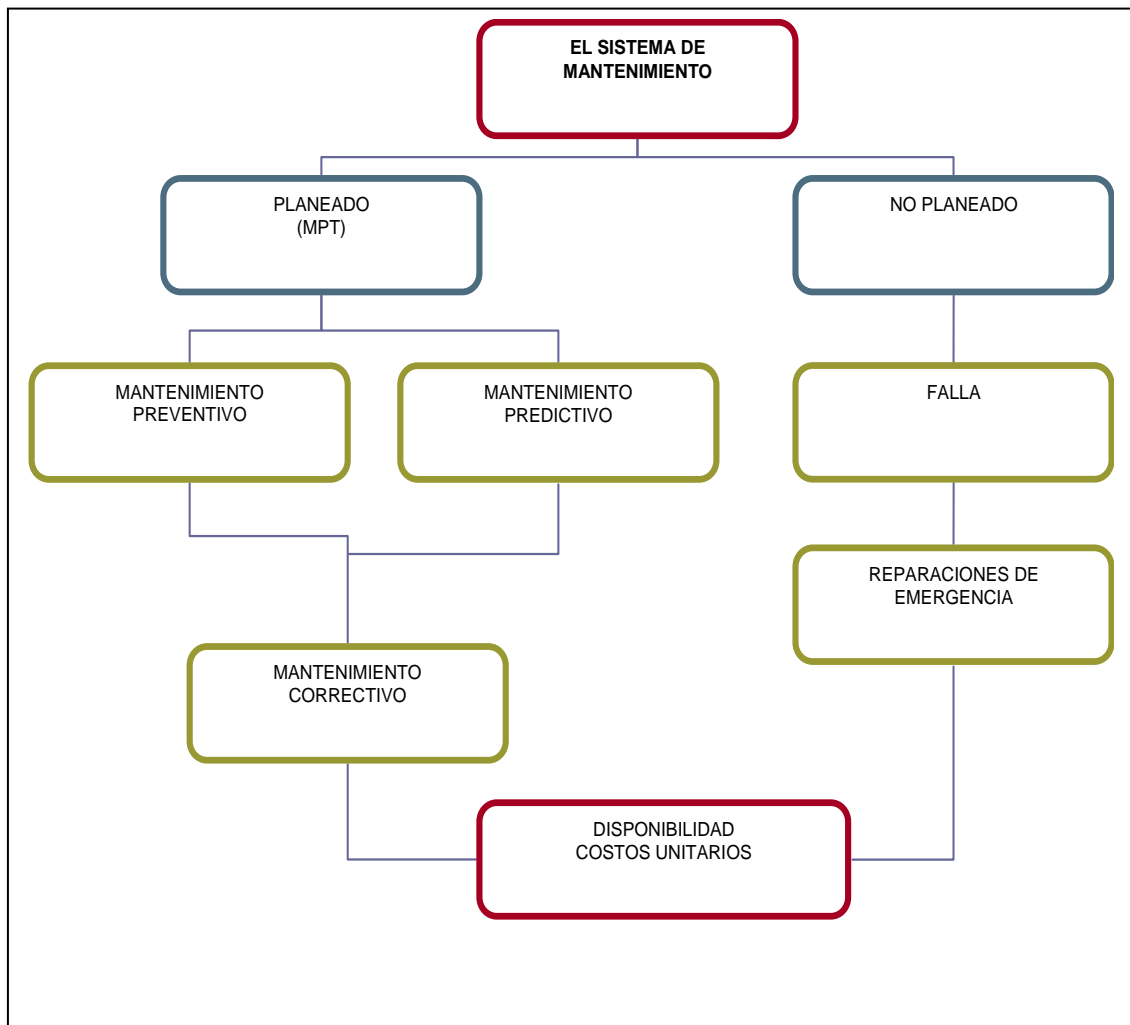 EL SISTEMA DE
MANTENIMIENTO
PLANEADO
(MPT)
NO PLANEADO
MANTENIMIENTO
PREVENTIVO
MANTENIMIENTO
PREDICTIVO
FALLA
REPARACIONES DE
EMERGENCIA
MANTENIMIENTO
CORRECTIVO
DISPONIBILIDAD
COSTOS UNITARIOS